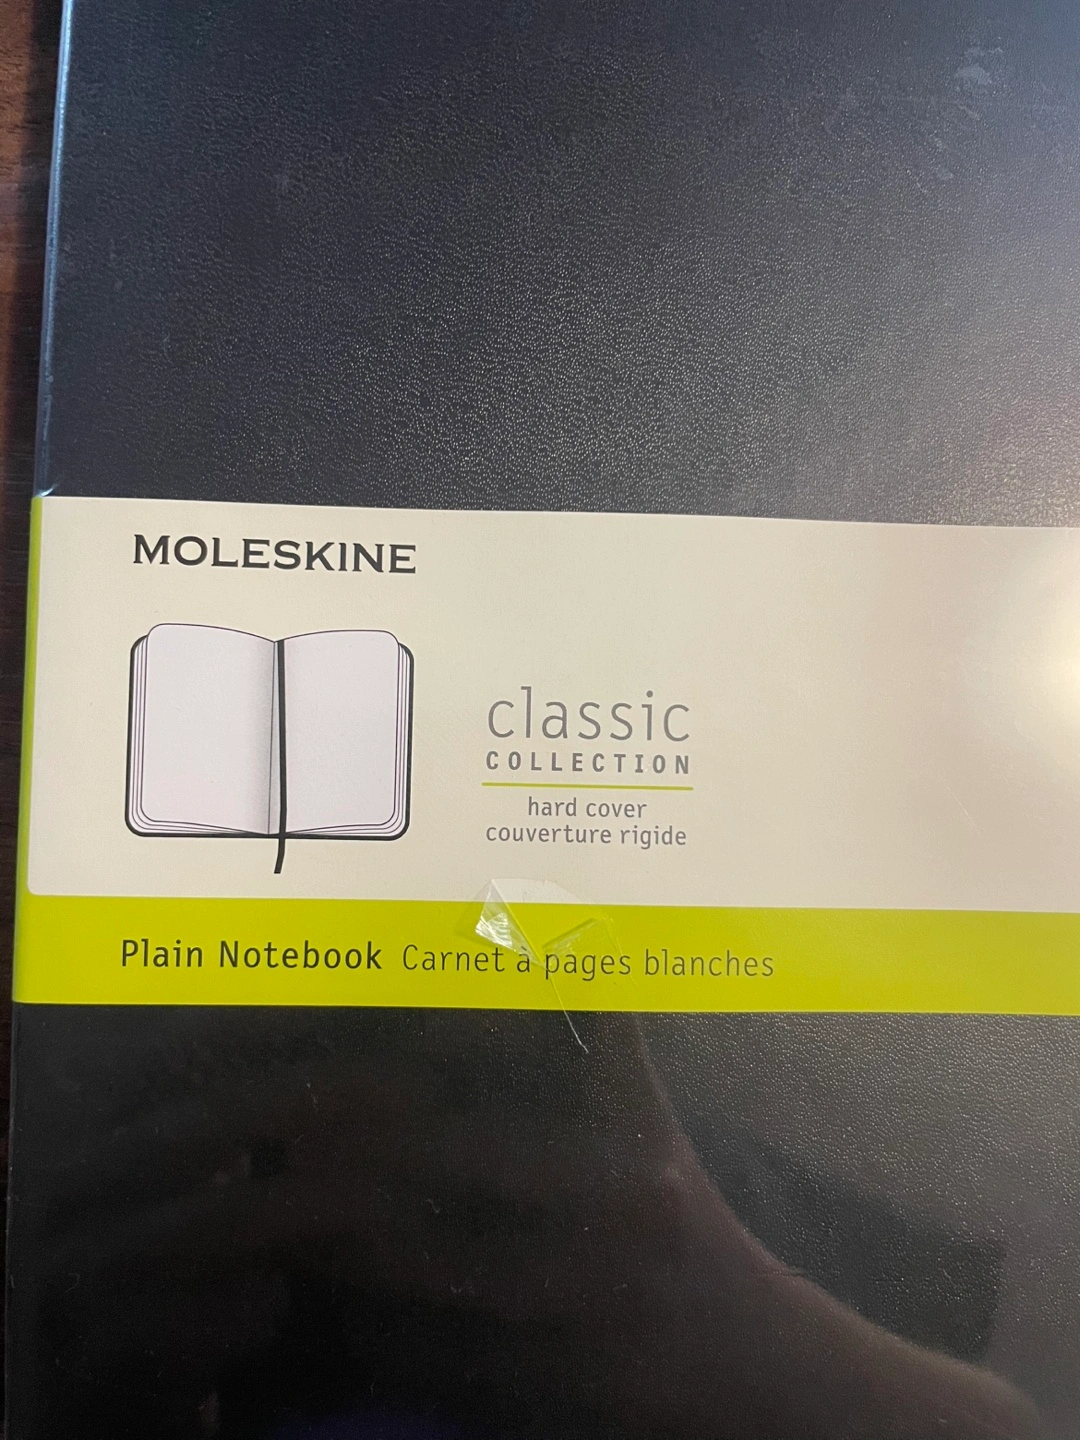 MOLESKINE
classic
COLLECTION
hard cover
couverture rigide
Plain Notebook Carnet à pages blanches